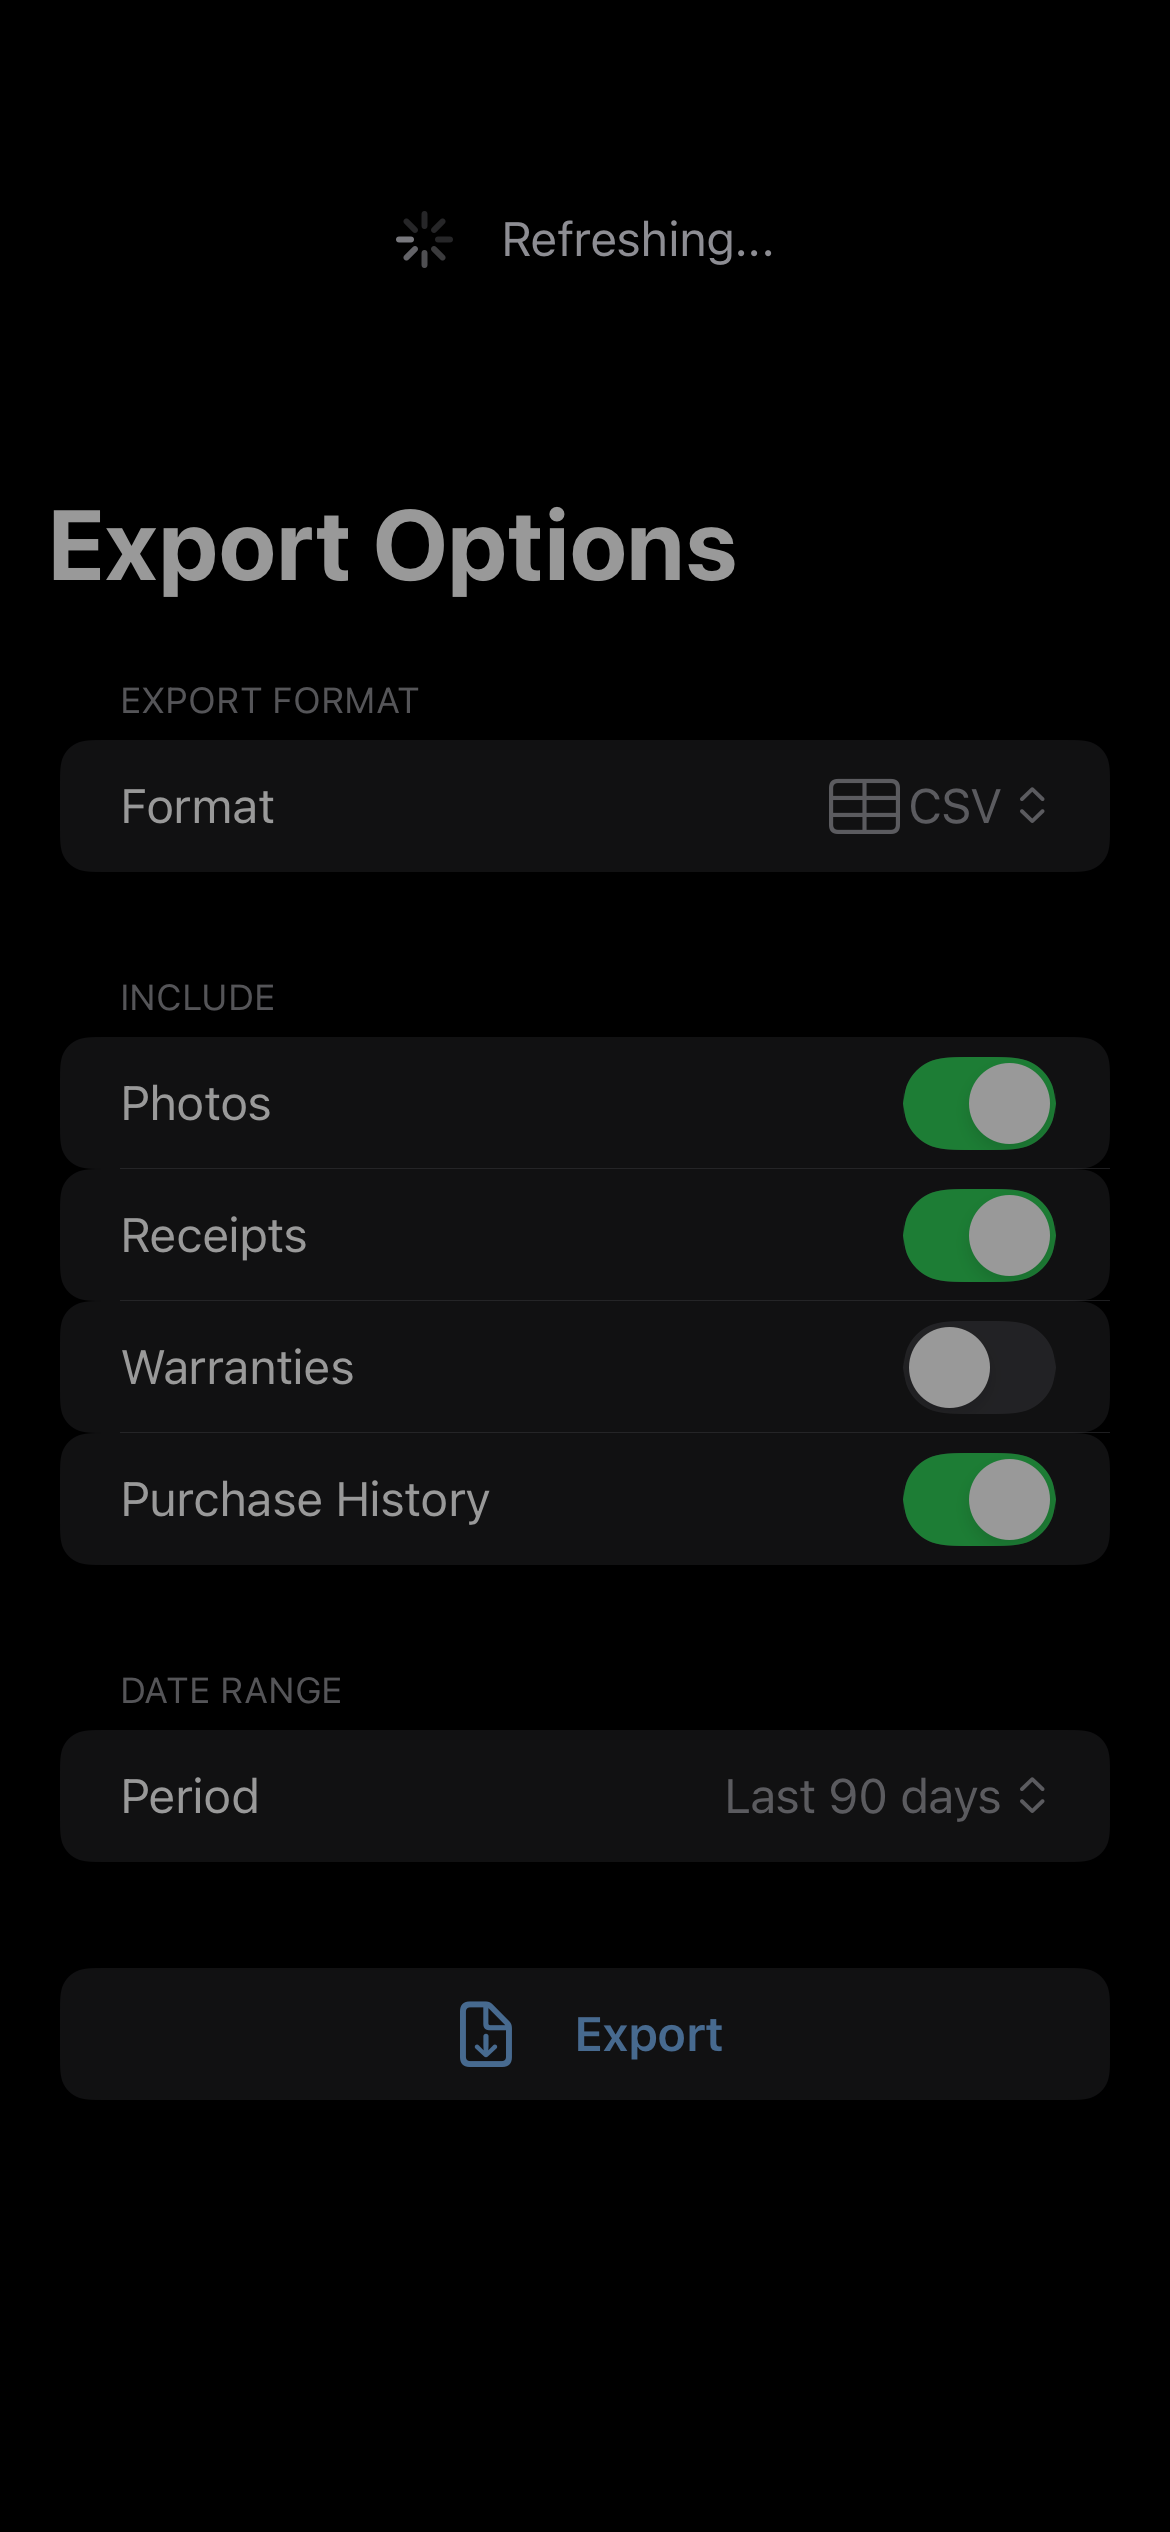 Refreshing...
Export Options
EXPORT FORMAT
Format CSV
INCLUDE
Photos
Receipts
Warranties
Purchase History
DATE RANGE
Period Last 90 days
Export